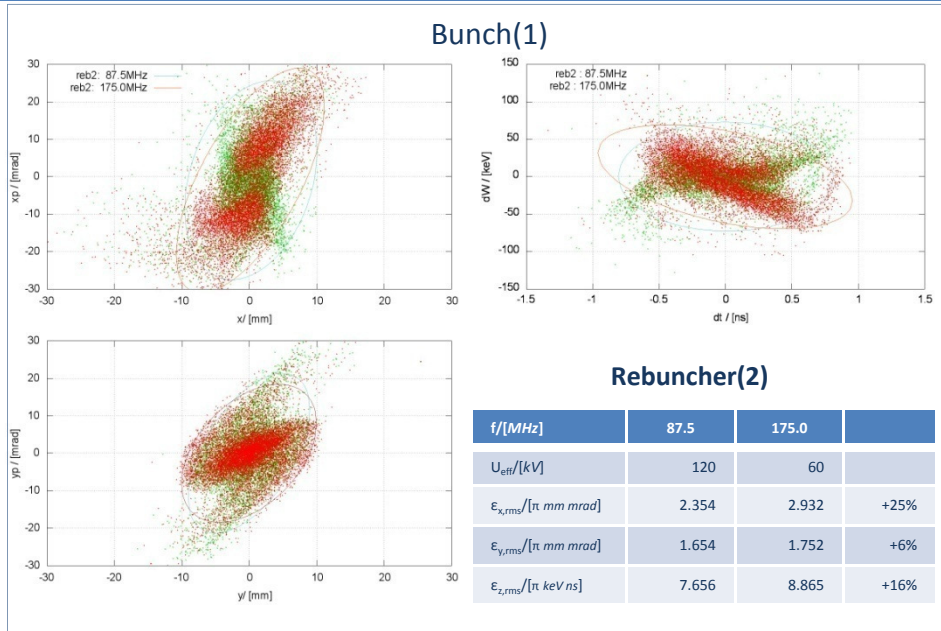 Bunch(1)
reb2: 87.5MHz
reb2: 175.0MHz
30
20
10
0
-10
-20
-30
xp / [mrad]
-30
-20
-10
0
10
20
30
x/ [mm]
reb2 : 87.5MHz
reb2 : 175.0MHz
150
100
50
0
-50
-100
-150
dW / [keV]
-1.5
-1
-0.5
0
0.5
1
1.5
dt / [ns]
30
20
10
0
-10
-20
-30
yp / [mrad]
-30
-20
-10
0
10
20
30
y/ [mm]
Rebuncher(2)
f/[MHz] 87.5 175.0
Ueff/[kV] 120 60
εx,rms/[π mm mrad] 2.354 2.932 +25%
εy,rms/[π mm mrad] 1.654 1.752 +6%
εz,rms/[π keV ns] 7.656 8.865 +16%